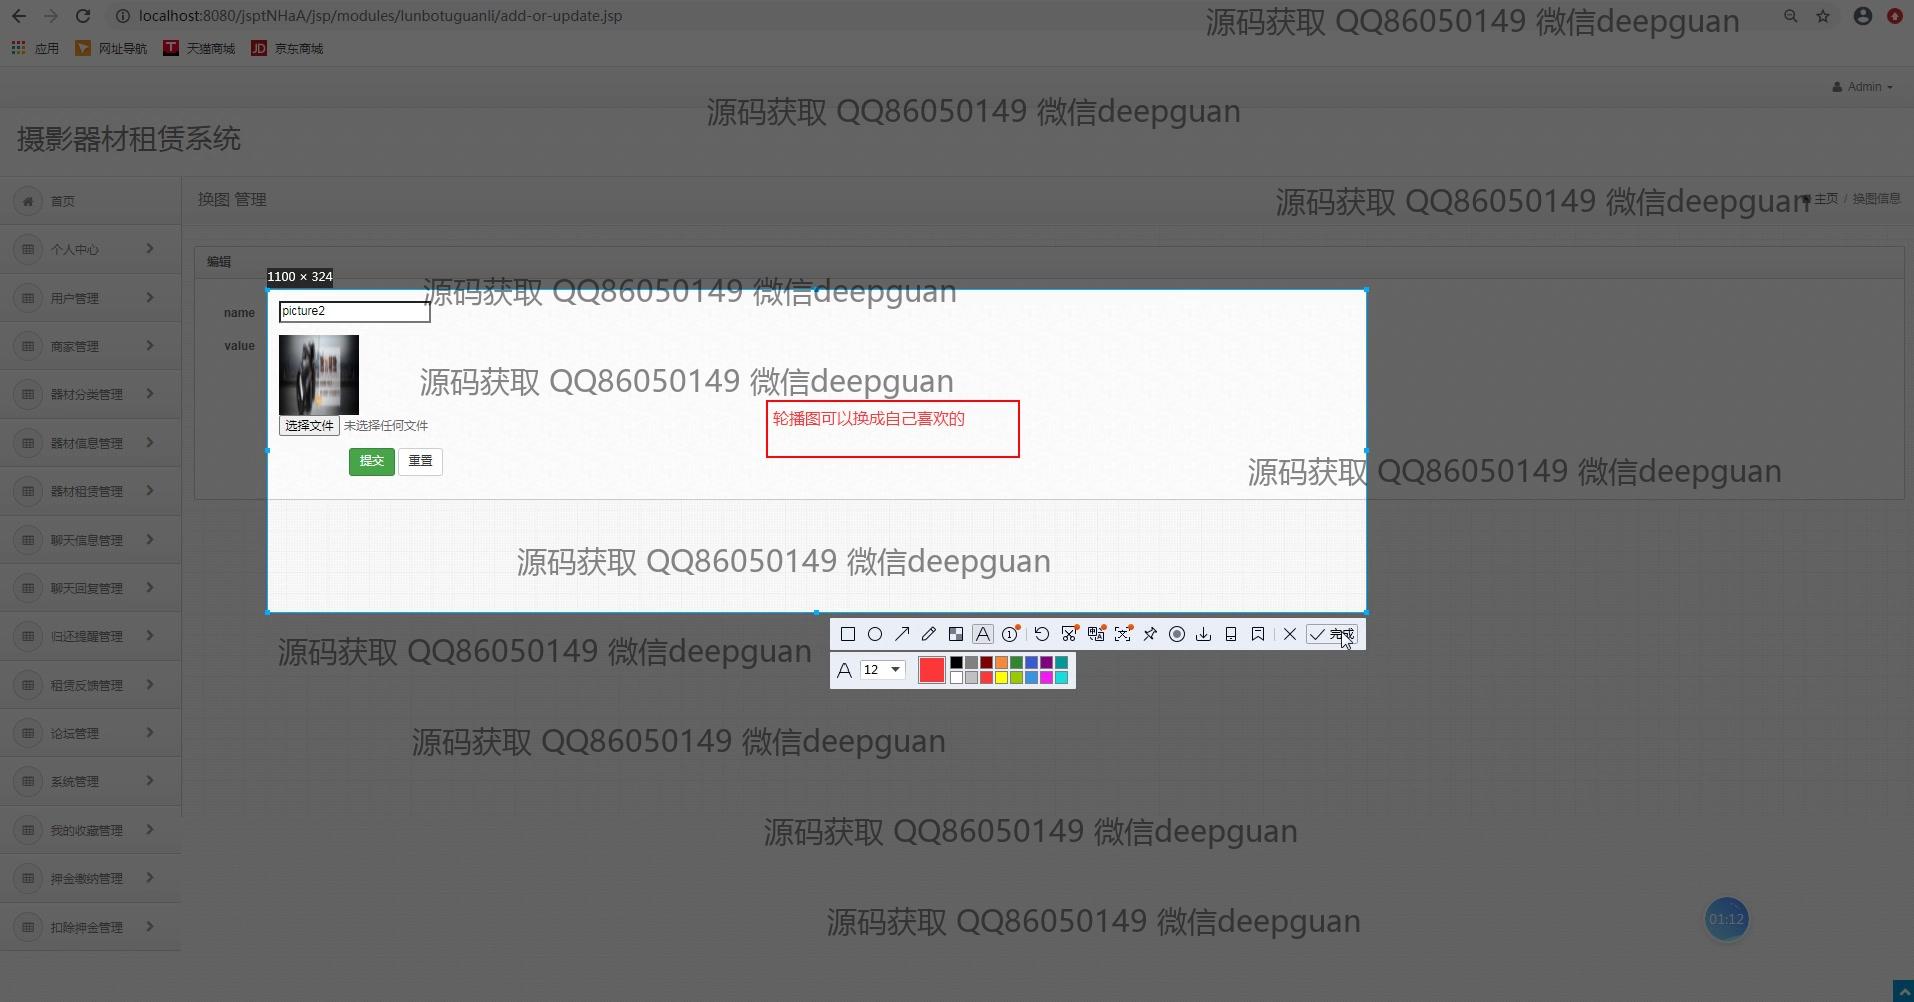 localhost:8080/jsptNHaA/jsp/modules/lunbotuguanli/add-or-update.jsp
源码获取 QQ86050149 微信deepguan
应用 网址导航 天猫商城 JD 京东商城
Admin
源码获取 QQ86050149 微信deepguan
摄影器材租赁系统
首页
换图 管理
源码获取 QQ86050149 微信deepguan
主页 / 换图信息
个人中心
编辑
1100 × 324
用户管理
源码获取 QQ86050149 微信deepguan
name picture2
商家管理
value
源码获取 QQ86050149 微信deepguan
器材分类管理
轮播图可以换成自己喜欢的
选择文件 未选择任何文件
器材信息管理
提交 重置
源码获取 QQ86050149 微信deepguan
器材租赁管理
聊天信息管理
源码获取 QQ86050149 微信deepguan
聊天回复管理
归还提醒管理
完成
源码获取 QQ86050149 微信deepguan
A 12
租赁反馈管理
论坛管理
源码获取 QQ86050149 微信deepguan
系统管理
我的收藏管理
源码获取 QQ86050149 微信deepguan
押金缴纳管理
扣除押金管理
源码获取 QQ86050149 微信deepguan
01:12